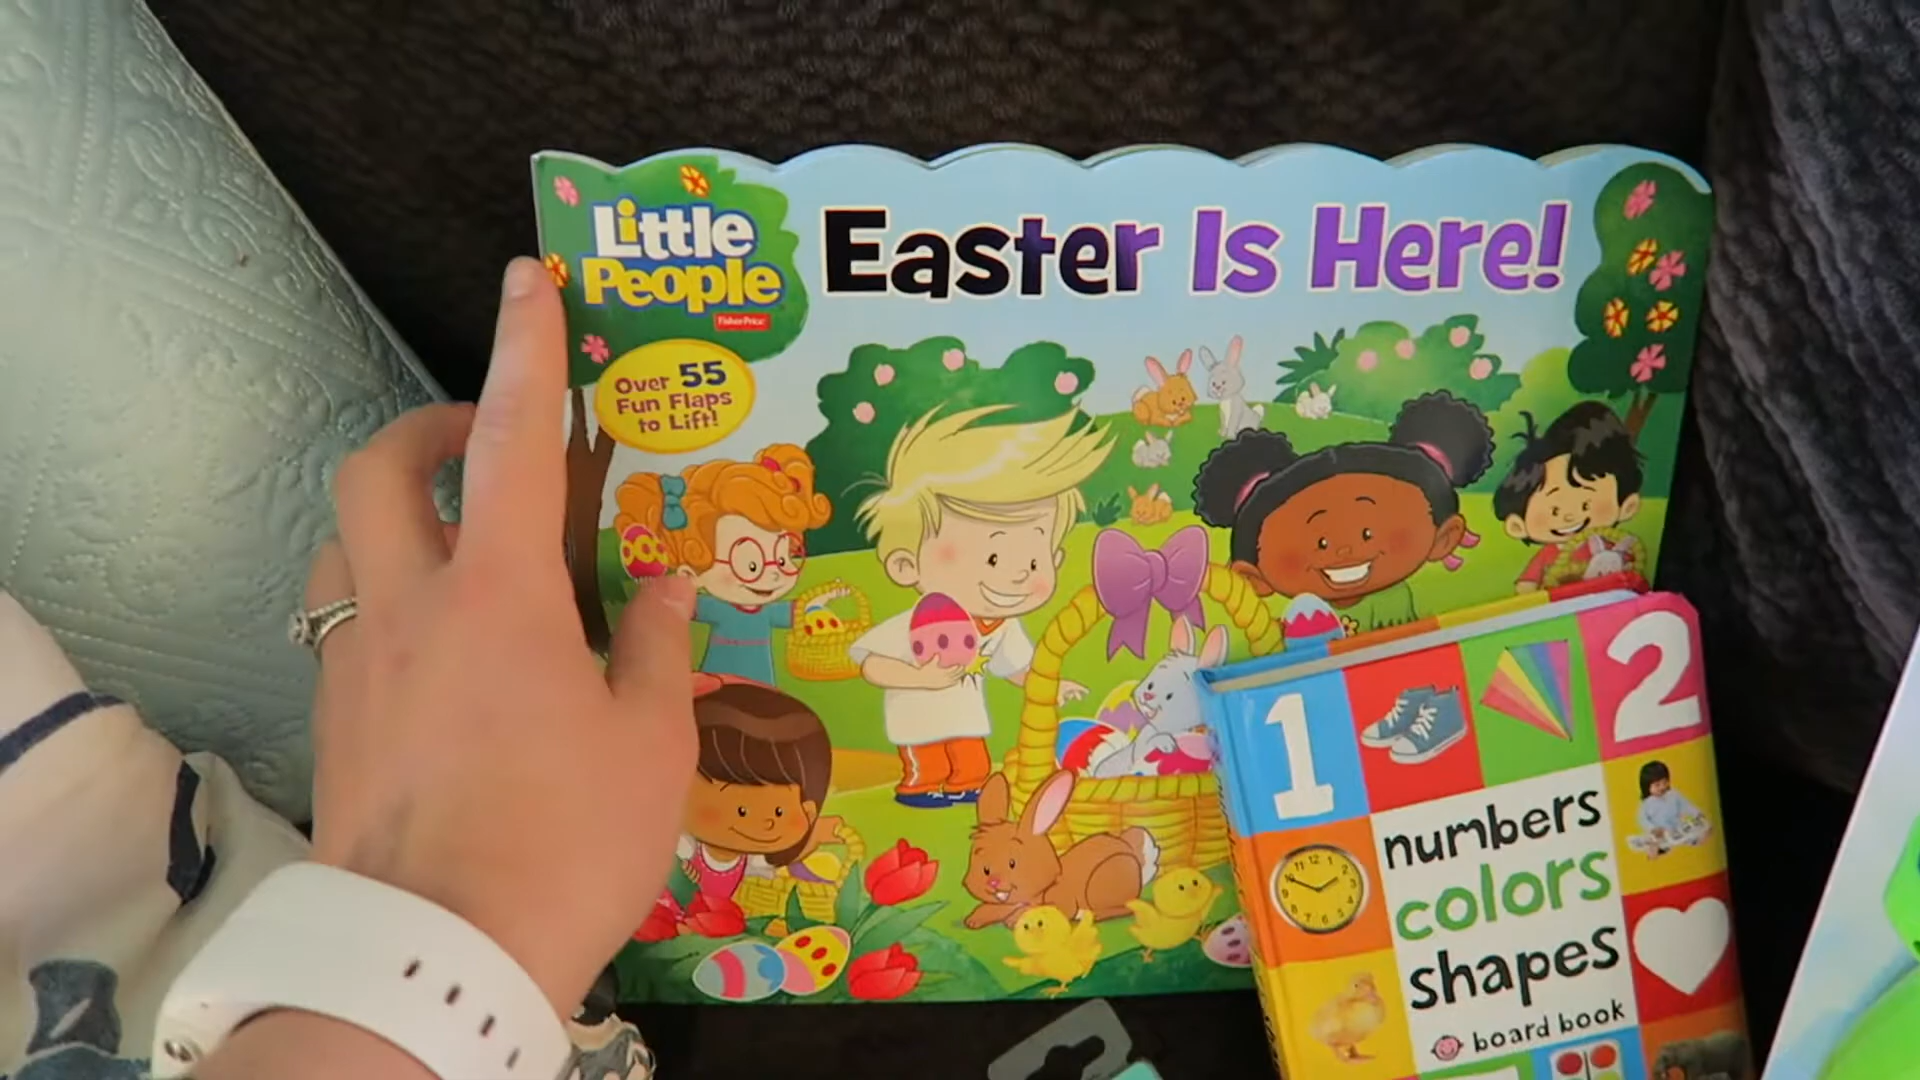 Little
People
Fisher-Price
Easter Is Here!
Over 55
Fun Flaps
to Lift!
1
2
numbers
colors
shapes
board book